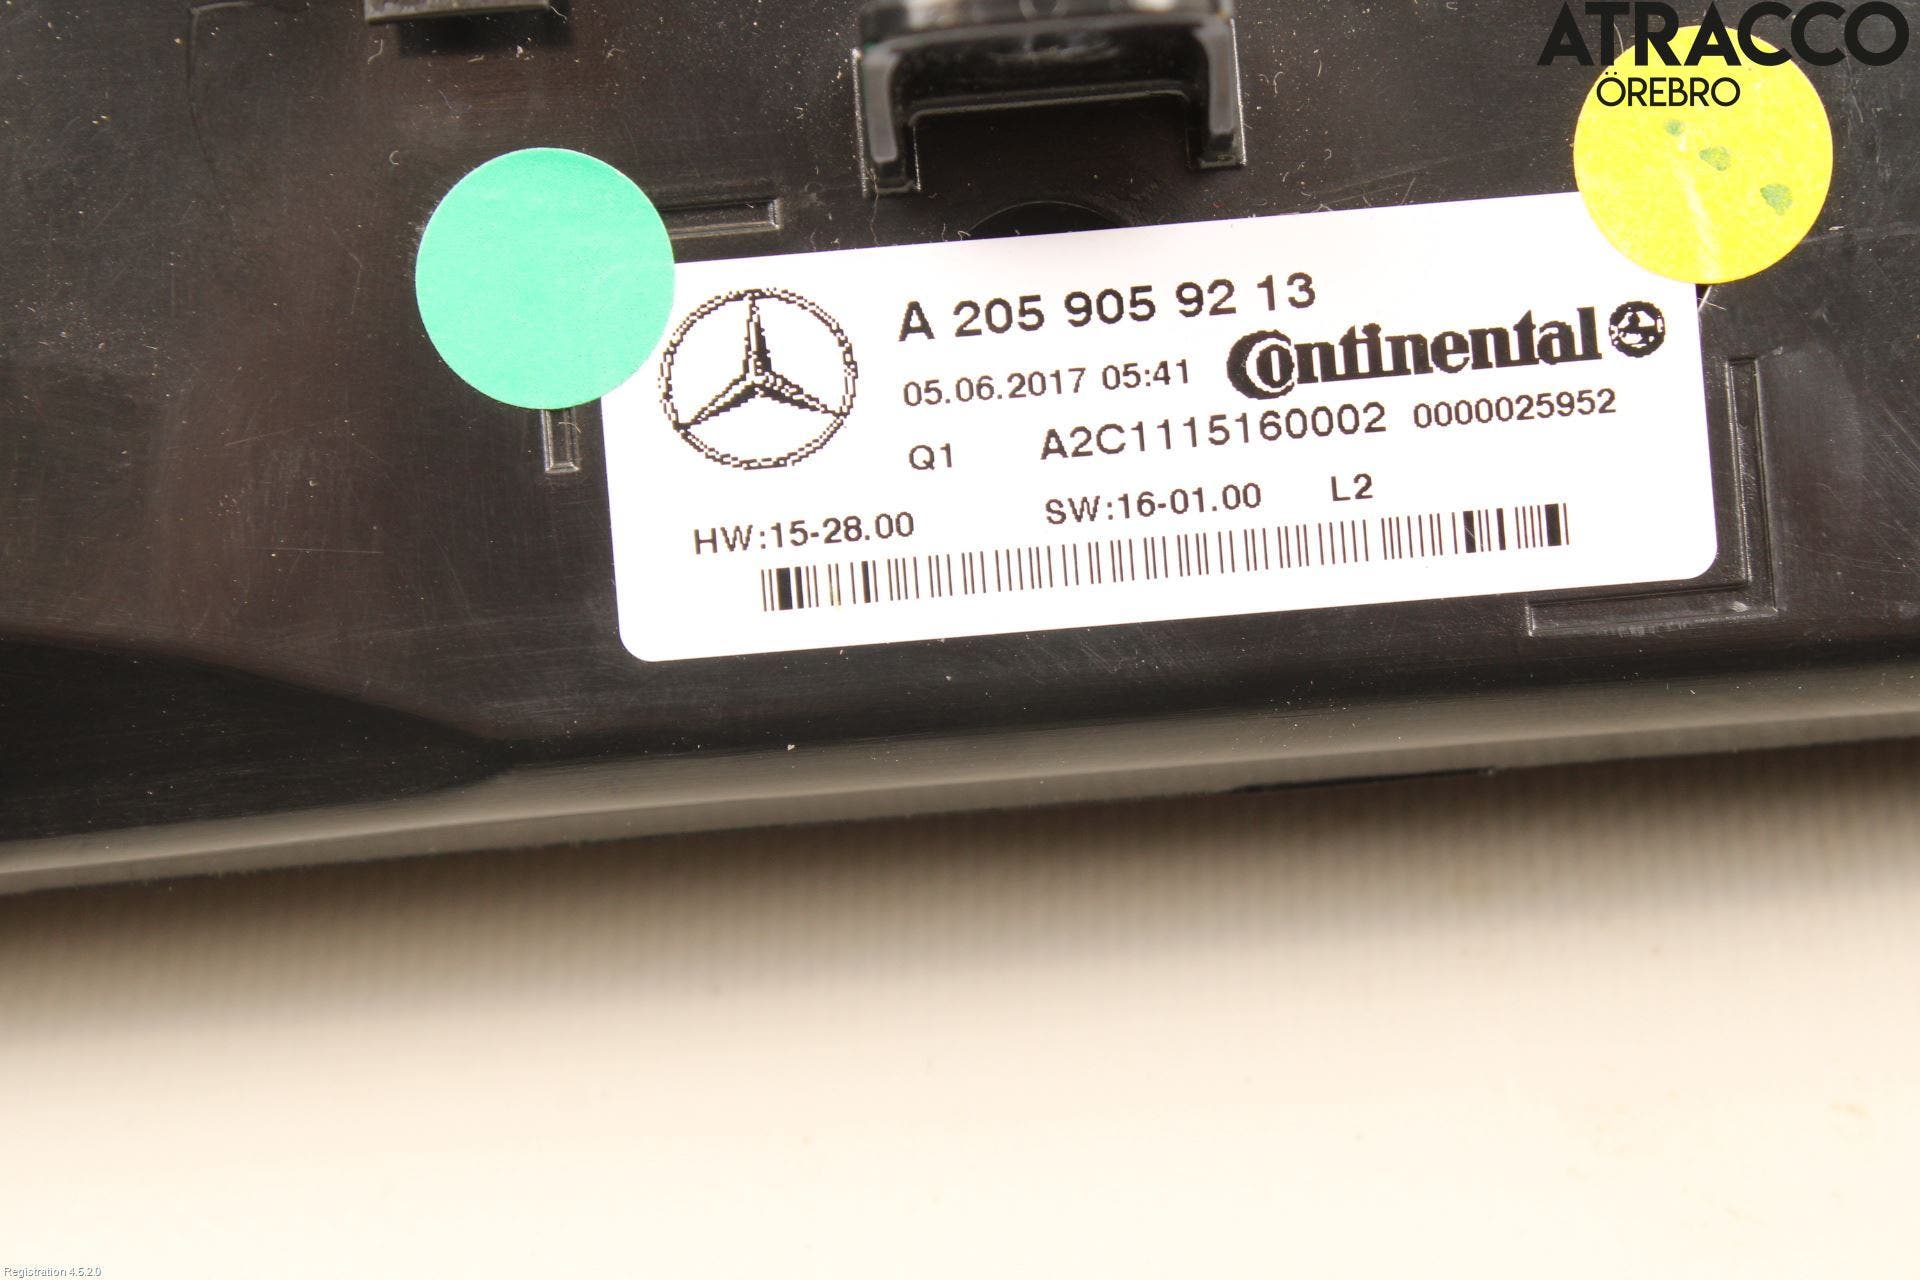 ATRACCO
ÖREBRO
A 205 905 92 13
05.06.2017 05:41
Continental
Q1 A2C1115160002 0000025952
HW:15-28.00 SW:16-01.00 L2
Registration 4.5.2.0